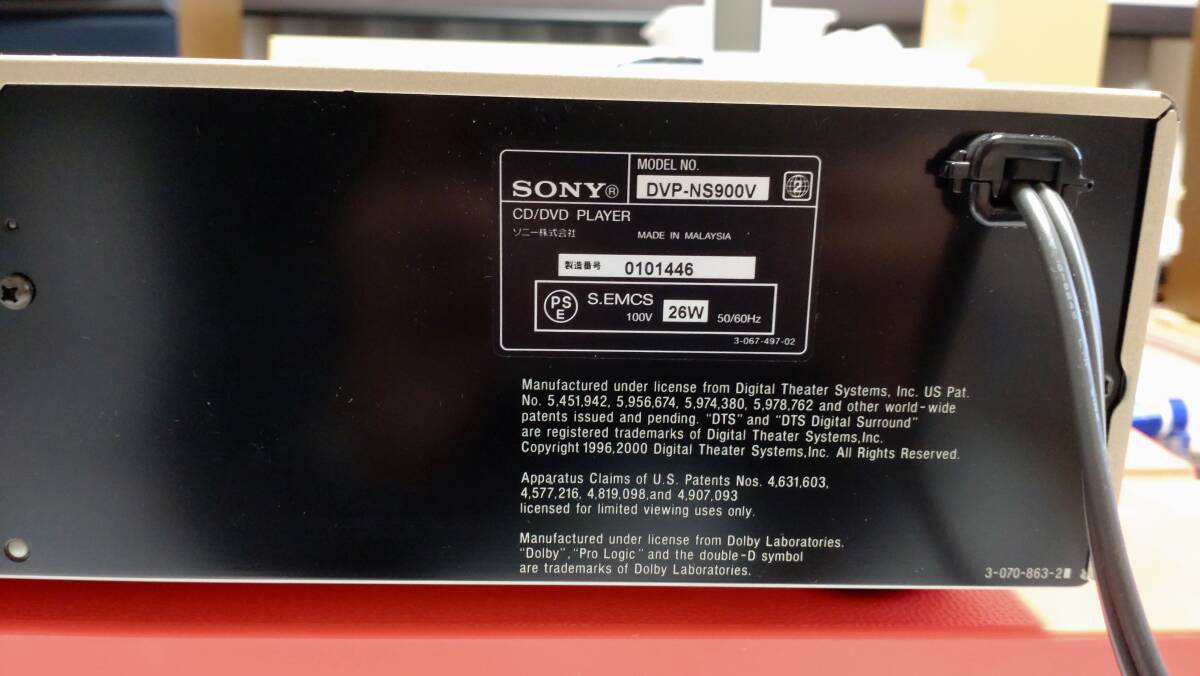 SONY®
MODEL NO.
DVP-NS900V
2
CD/DVD PLAYER
ソニー株式会社
MADE IN MALAYSIA
製造番号 0101446
PS
E
S.EMCS
100V 26W 50/60Hz
3-067-497-02
Manufactured under license from Digital Theater Systems, Inc. US Pat.
No. 5,451,942, 5,956,674, 5,974,380, 5,978,762 and other world-wide
patents issued and pending. “DTS” and “DTS Digital Surround”
are registered trademarks of Digital Theater Systems,Inc.
Copyright 1996,2000 Digital Theater Systems,Inc. All Rights Reserved.
Apparatus Claims of U.S. Patents Nos. 4,631,603,
4,577,216, 4,819,098,and 4,907,093
licensed for limited viewing uses only.
Manufactured under license from Dolby Laboratories.
“Dolby”,“Pro Logic” and the double-D symbol
are trademarks of Dolby Laboratories.
3-070-863-2